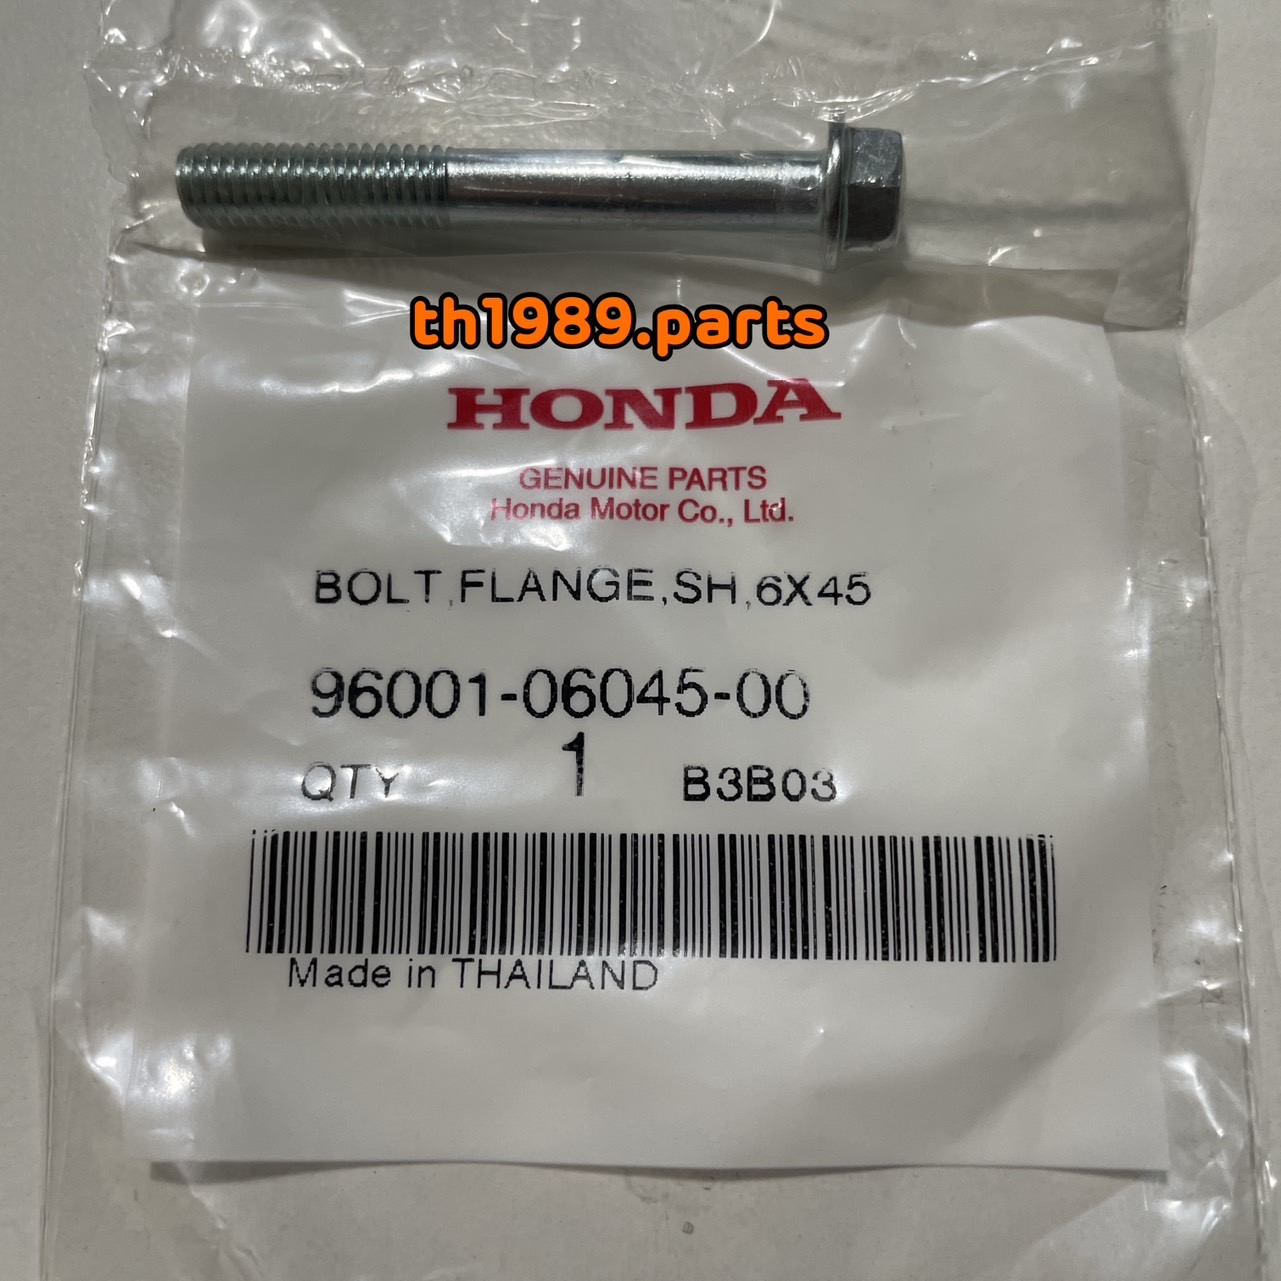 th1989.parts
HONDA
GENUINE PARTS
Honda Motor Co., Ltd.
BOLT,FLANGE,SH,6X45
96001-06045-00
QTY 1 B3B03
Made in THAILAND